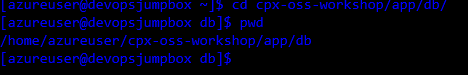 [azureuser@devopsjumpbox ~]$ cd cpx-oss-workshop/app/db/
[azureuser@devopsjumpbox db]$ pwd
/home/azureuser/cpx-oss-workshop/app/db
[azureuser@devopsjumpbox db]$